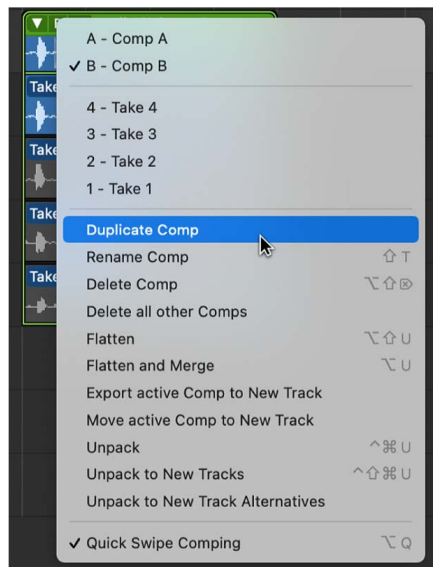 A - Comp A
✓ B - Comp B
Take
4 - Take 4
Take
3 - Take 3
2 - Take 2
1 - Take 1
Take
Duplicate Comp
Rename Comp ⇧ T
Take
Delete Comp ⌥⇧⌦
Delete all other Comps
Flatten ⌥⇧ U
Flatten and Merge ⌥ U
Export active Comp to New Track
Move active Comp to New Track
Unpack ^⌘ U
Unpack to New Tracks ^⇧⌘ U
Unpack to New Track Alternatives
✓ Quick Swipe Comping ⌥ Q